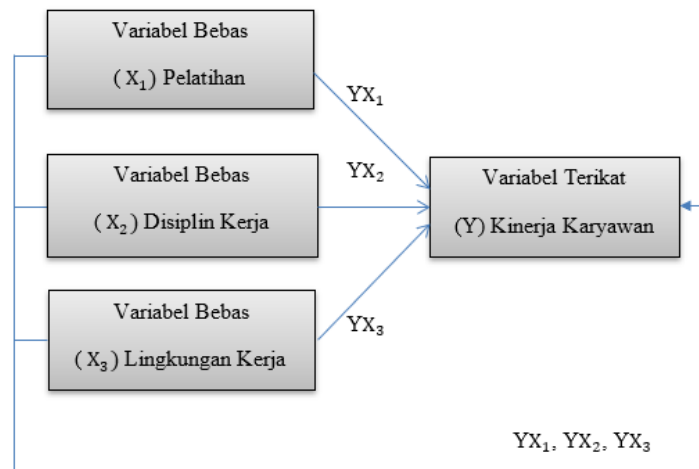 Variabel Bebas
( X₁ ) Pelatihan
YX₁
Variabel Bebas
( X₂ ) Disiplin Kerja
YX₂
Variabel Terikat
(Y) Kinerja Karyawan
Variabel Bebas
( X₃ ) Lingkungan Kerja
YX₃
YX₁, YX₂, YX₃